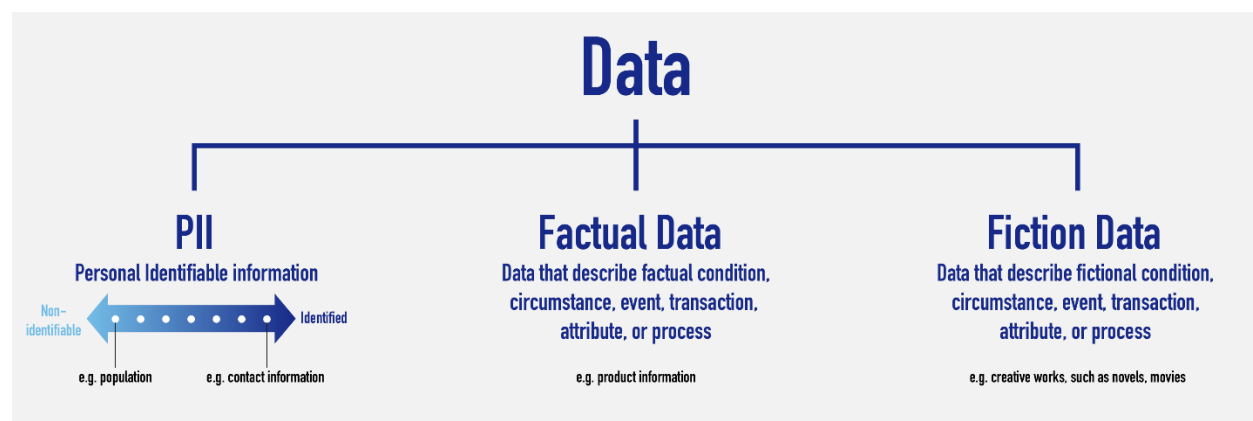 Data
PII
Personal Identifiable information
Non-
identifiable
Identified
e.g. population
e.g. contact information
Factual Data
Data that describe factual condition,
circumstance, event, transaction,
attribute, or process
e.g. product information
Fiction Data
Data that describe fictional condition,
circumstance, event, transaction,
attribute, or process
e.g. creative works, such as novels, movies